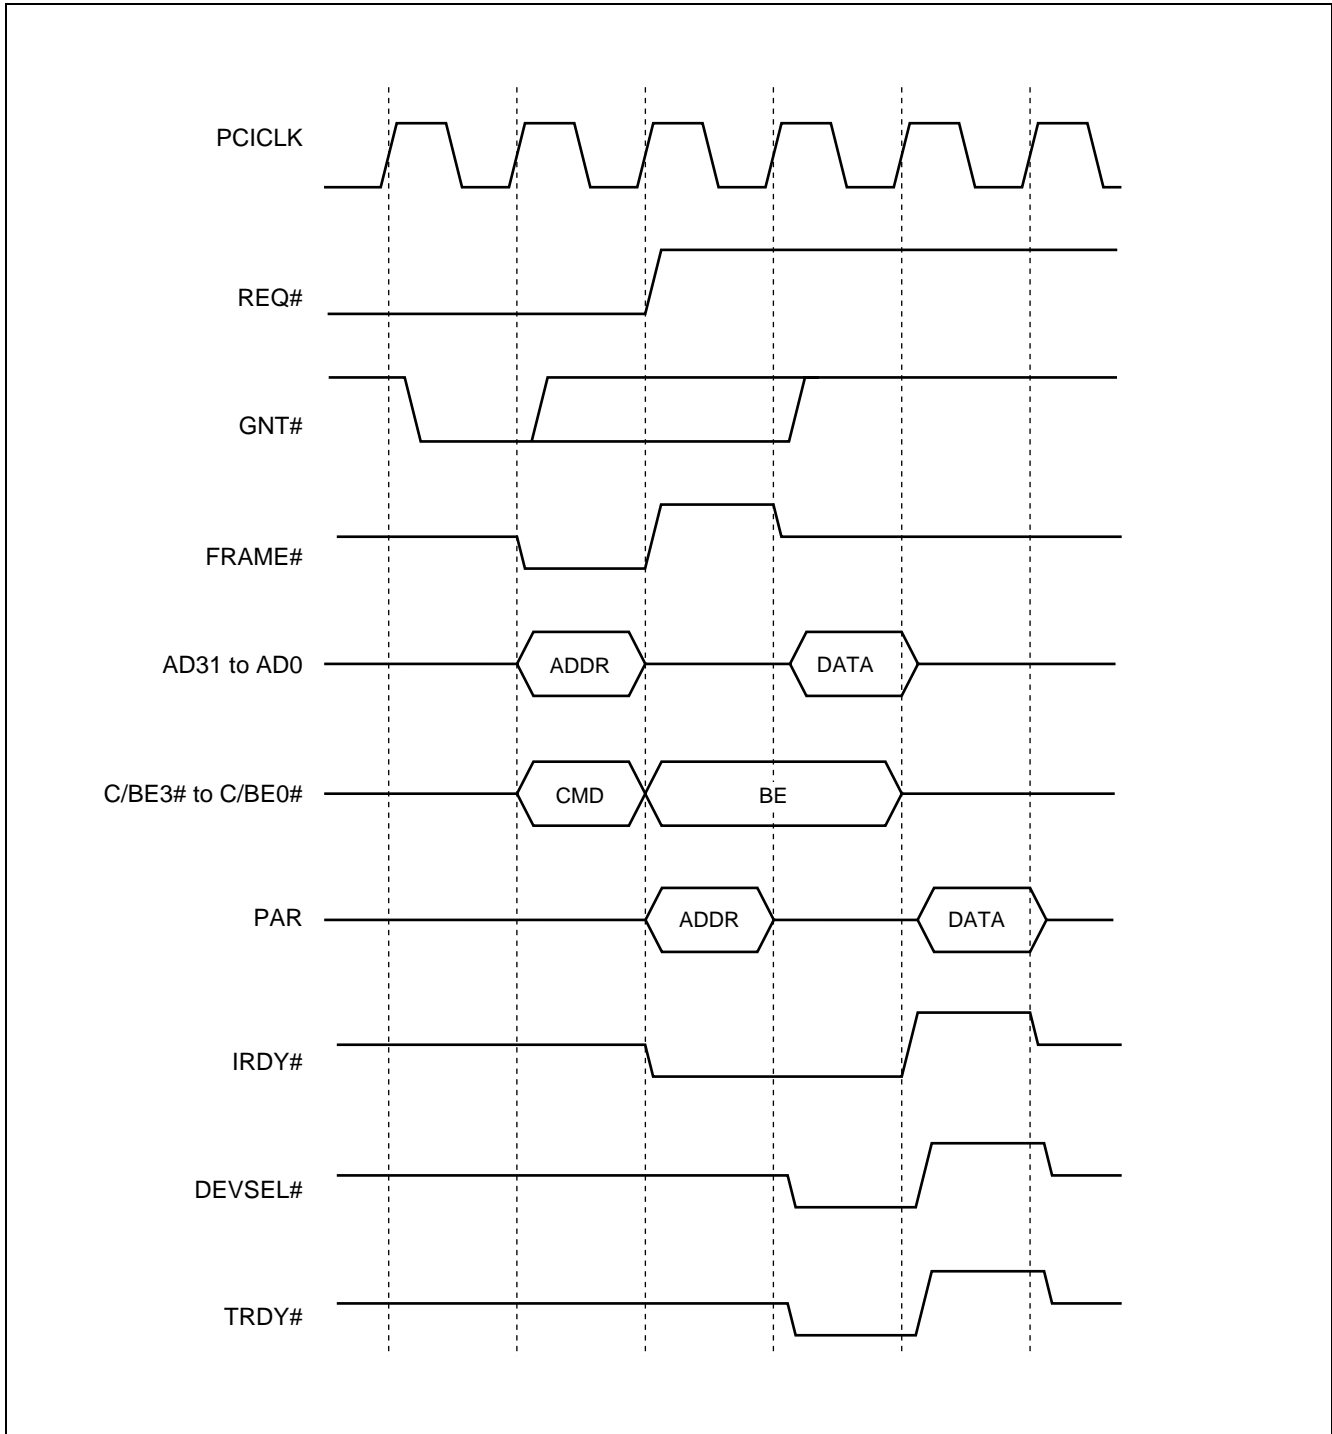 PCICLK
REQ#
GNT#
FRAME#
AD31 to AD0
ADDR
DATA
C/BE3# to C/BE0#
CMD
BE
PAR
ADDR
DATA
IRDY#
DEVSEL#
TRDY#